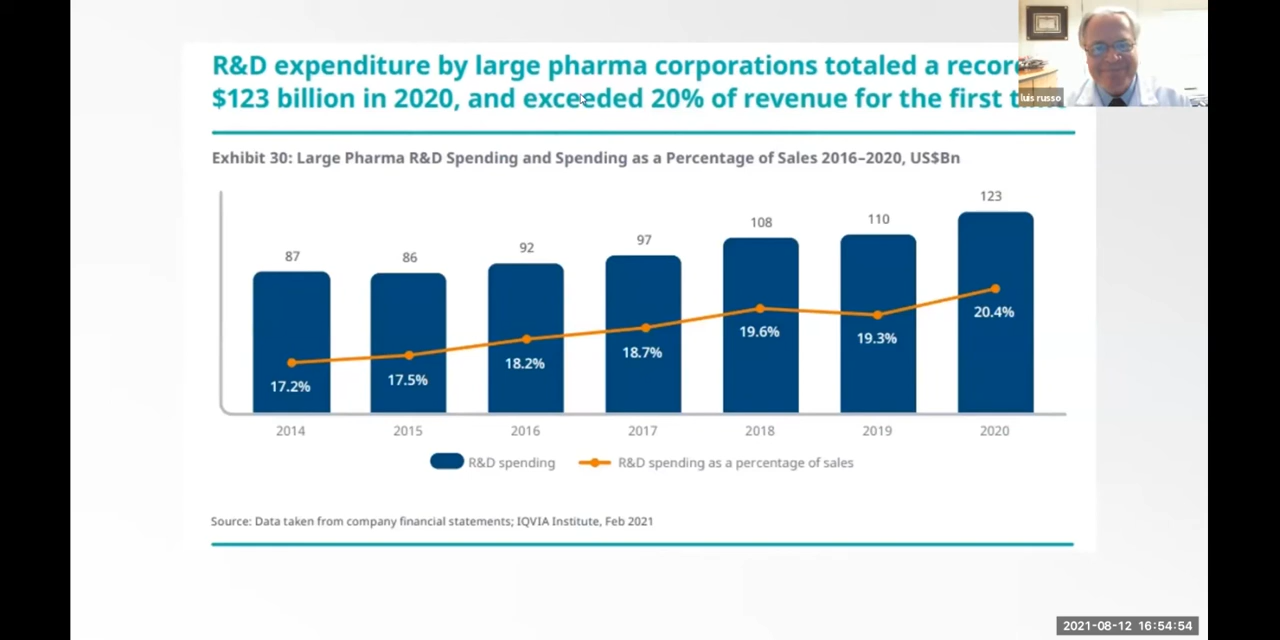 R&D expenditure by large pharma corporations totaled a
$123 billion in 2020, and exceeded 20% of revenue for the first
luis russo
Exhibit 30: Large Pharma R&D Spending and Spending as a Percentage of Sales 2016–2020, US$Bn
87
86
92
97
108
110
123
17.2%
17.5%
18.2%
18.7%
19.6%
19.3%
20.4%
2014 2015 2016 2017 2018 2019 2020
R&D spending R&D spending as a percentage of sales
Source: Data taken from company financial statements; IQVIA Institute, Feb 2021
2021-08-12 16:54:54